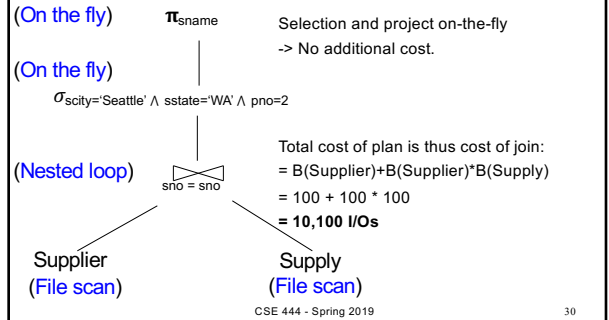 (On the fly) πsname
Selection and project on-the-fly
-> No additional cost.
(On the fly)
σscity='Seattle' ∧ sstate='WA' ∧ pno=2
Total cost of plan is thus cost of join:
= B(Supplier)+B(Supplier)*B(Supply)
= 100 + 100 * 100
= 10,100 I/Os
(Nested loop)
sno = sno
Supplier
(File scan)
Supply
(File scan)
CSE 444 - Spring 2019
30